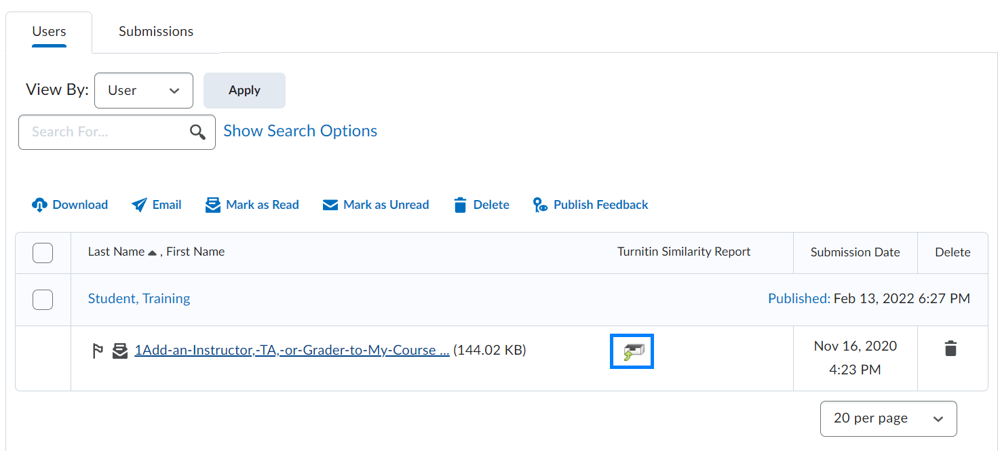 Users Submissions
View By: User Apply
Search For... Show Search Options
Download Email Mark as Read Mark as Unread Delete Publish Feedback
Last Name , First Name Turnitin Similarity Report Submission Date Delete
Student, Training Published: Feb 13, 2022 6:27 PM
1Add-an-Instructor,-TA,-or-Grader-to-My-Course ... (144.02 KB) Nov 16, 2020
4:23 PM
20 per page